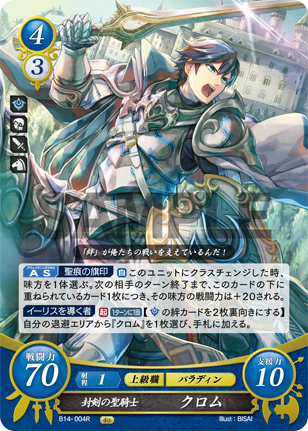 4
3
SAMPLE
「絆」が俺たちの戦いを支えているんだ!
AS 聖痕の旗印 自 このユニットにクラスチェンジした時、
味方を1体選ぶ。次の相手のターン終了まで、このカードの下に
重ねられているカード1枚につき、その味方の戦闘力は+20される。
イーリスを導く者 起 1ターンに1回 の絆カードを2枚裏向きにする
自分の退避エリアから『クロム』を1枚選び、手札に加える。
戦闘力 70
射程 1 上級職 パラディン
支援力 10
封剣の聖騎士 クロム
B14-004R Illust:BISAI